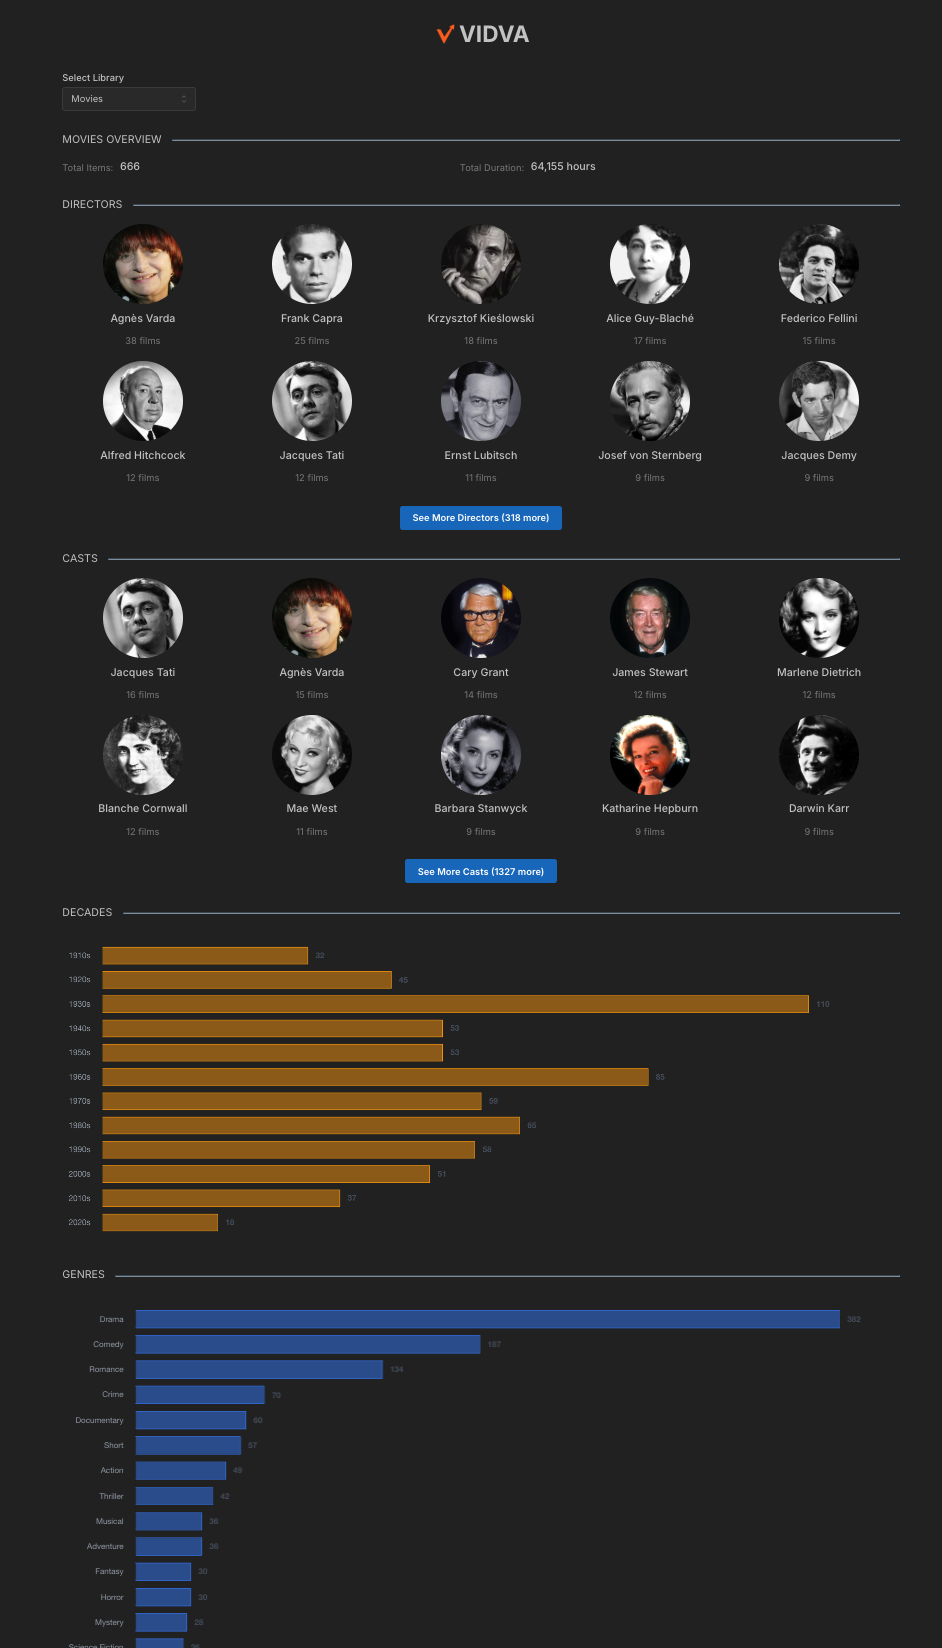 VIDVA
Select Library
Movies
MOVIES OVERVIEW
Total Items: 666
Total Duration: 64,155 hours
DIRECTORS
Agnès Varda
38 films
Frank Capra
25 films
Krzysztof Kieślowski
18 films
Alice Guy-Blaché
17 films
Federico Fellini
15 films
Alfred Hitchcock
12 films
Jacques Tati
12 films
Ernst Lubitsch
11 films
Josef von Sternberg
9 films
Jacques Demy
9 films
See More Directors (318 more)
CASTS
Jacques Tati
16 films
Agnès Varda
15 films
Cary Grant
14 films
James Stewart
12 films
Marlene Dietrich
12 films
Blanche Cornwall
12 films
Mae West
11 films
Barbara Stanwyck
9 films
Katharine Hepburn
9 films
Darwin Karr
9 films
See More Casts (1327 more)
DECADES
1910s 32
1920s 45
1930s 110
1940s 53
1950s 53
1960s 85
1970s 59
1980s 65
1990s 58
2000s 51
2010s 37
2020s 18
GENRES
Drama 382
Comedy 187
Romance 134
Crime 70
Documentary 60
Short 57
Action 49
Thriller 42
Musical 36
Adventure 36
Fantasy 30
Horror 30
Mystery 28
Science Fiction